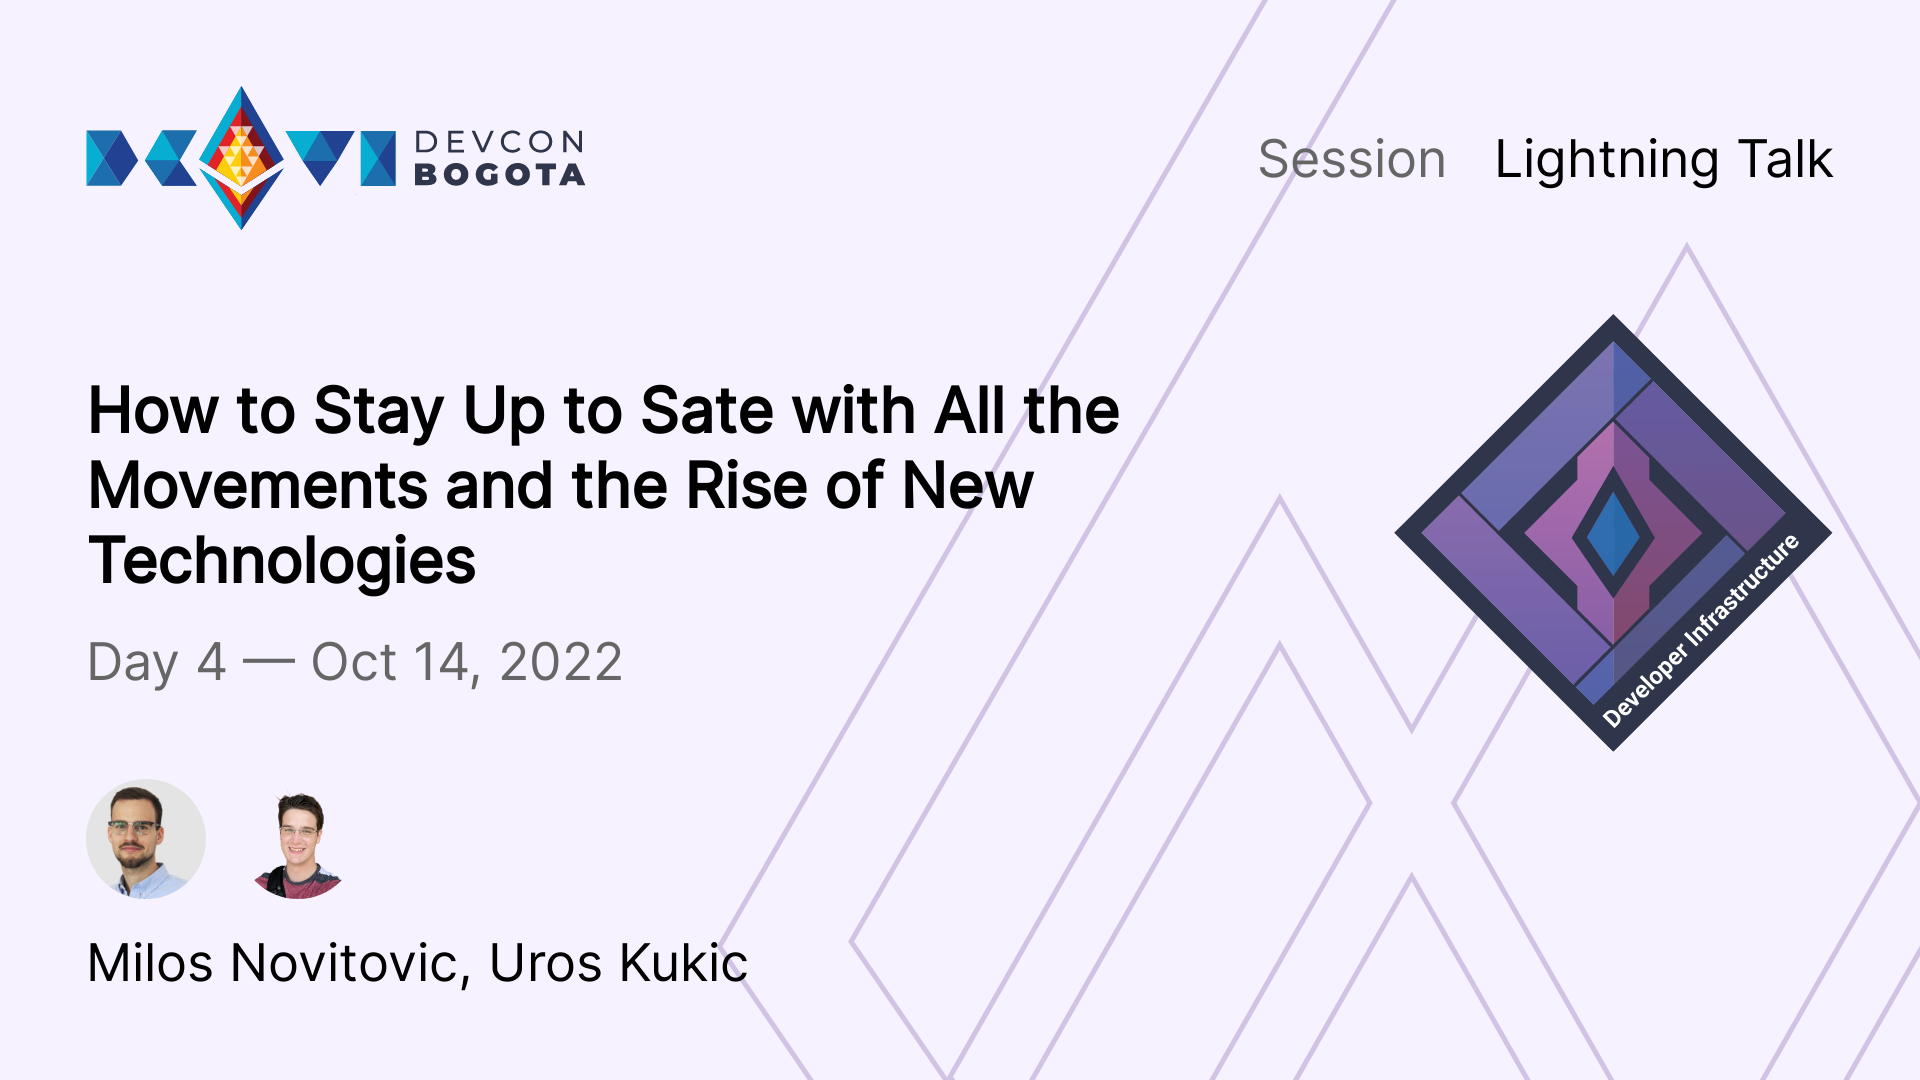 DEVCON
BOGOTA
Session Lightning Talk
How to Stay Up to Sate with All the
Movements and the Rise of New
Technologies
Day 4 — Oct 14, 2022
Developer Infrastructure
Milos Novitovic, Uros Kukic